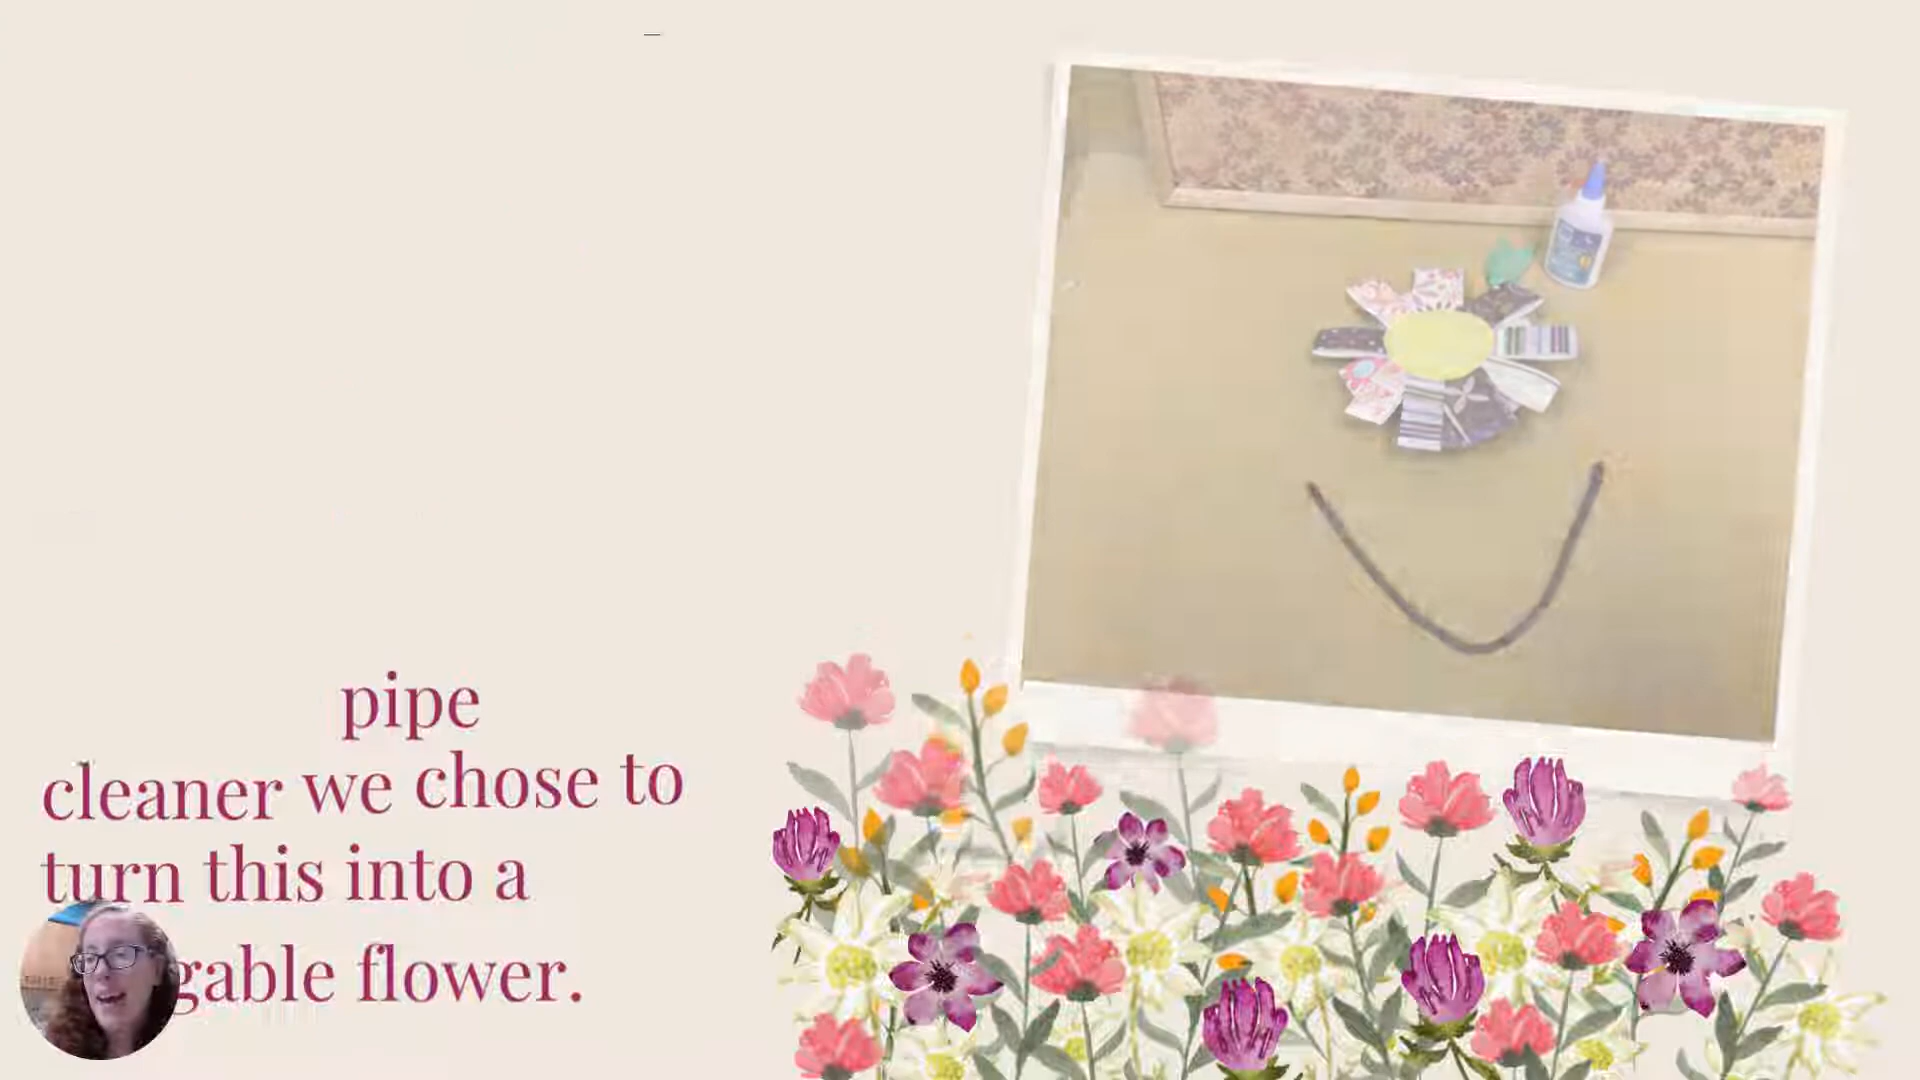 pipe
cleaner we chose to
turn this into a
gable flower.